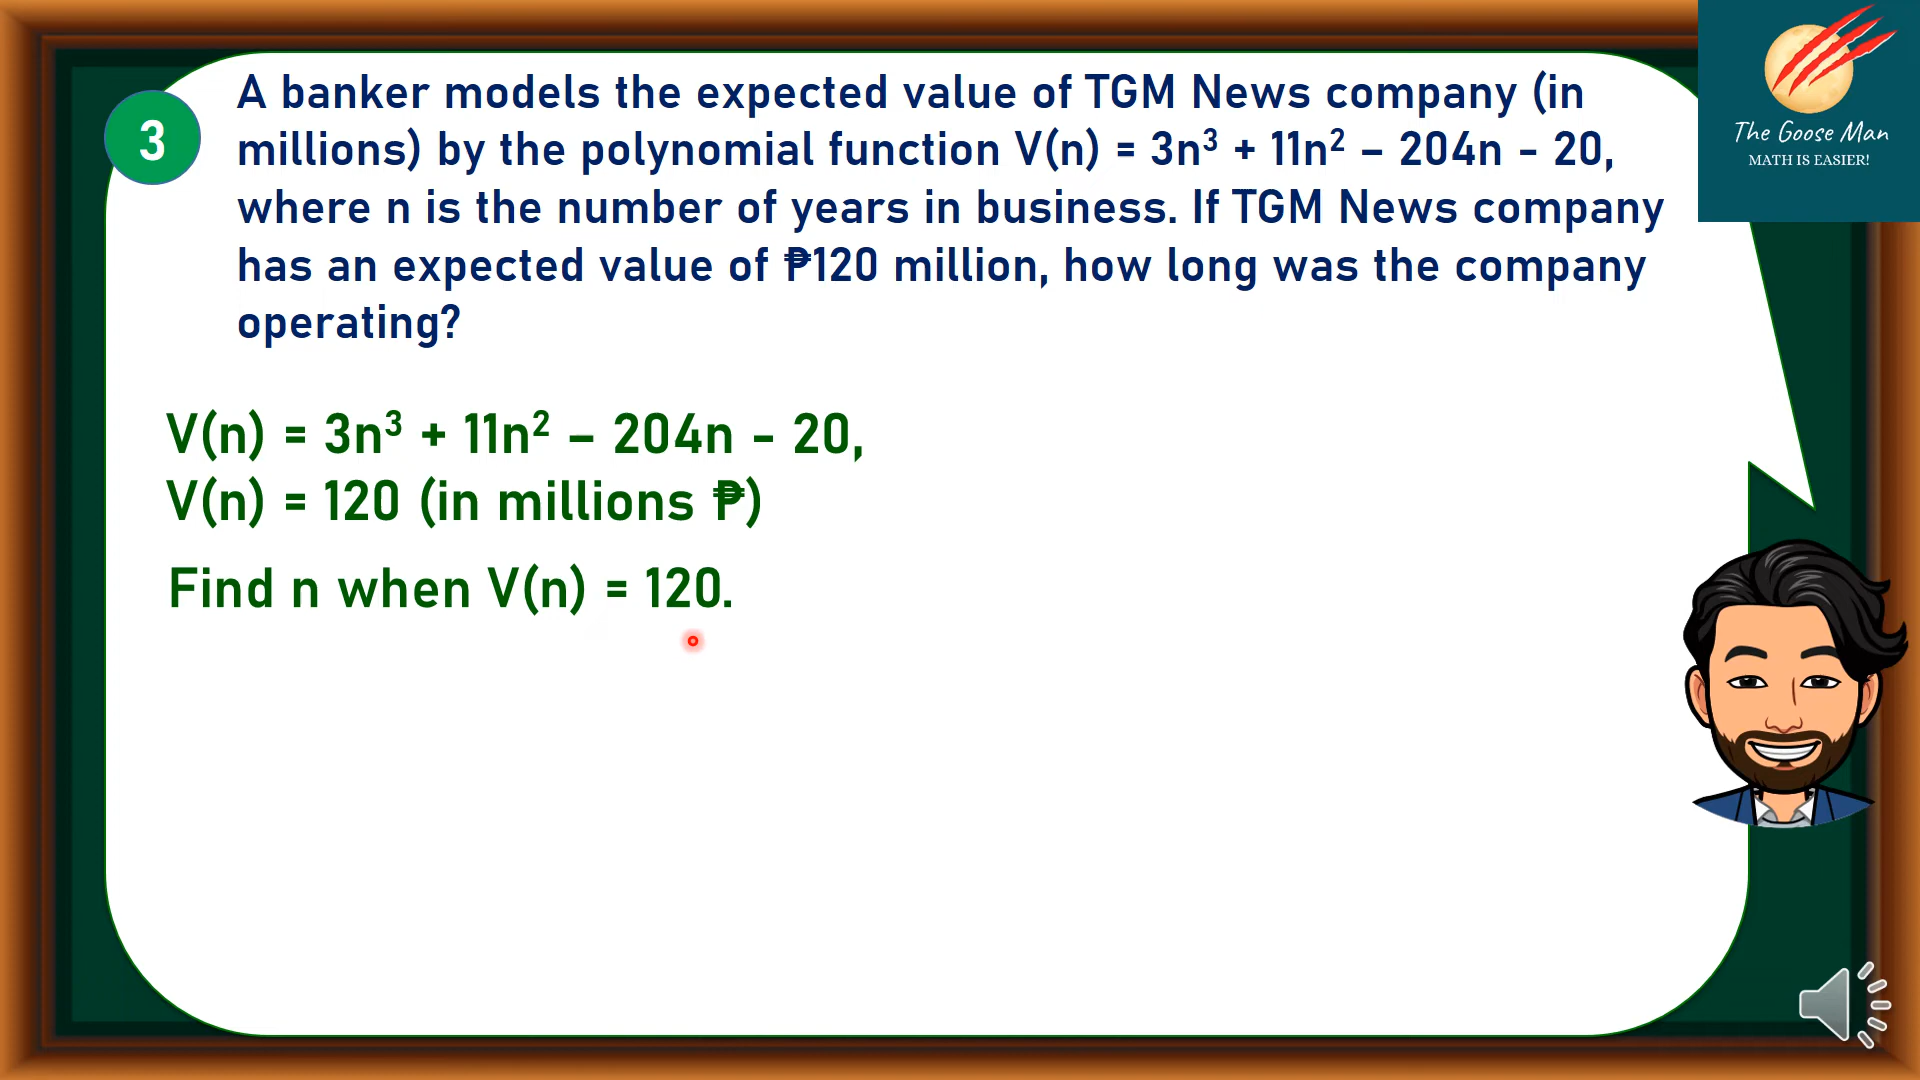 A banker models the expected value of TGM News company (in
3
millions) by the polynomial function V(n) = 3n³ + 11n² – 204n - 20,
where n is the number of years in business. If TGM News company
has an expected value of ₱120 million, how long was the company
operating?
The Goose Man
MATH IS EASIER!
V(n) = 3n³ + 11n² – 204n - 20,
V(n) = 120 (in millions ₱)
Find n when V(n) = 120.